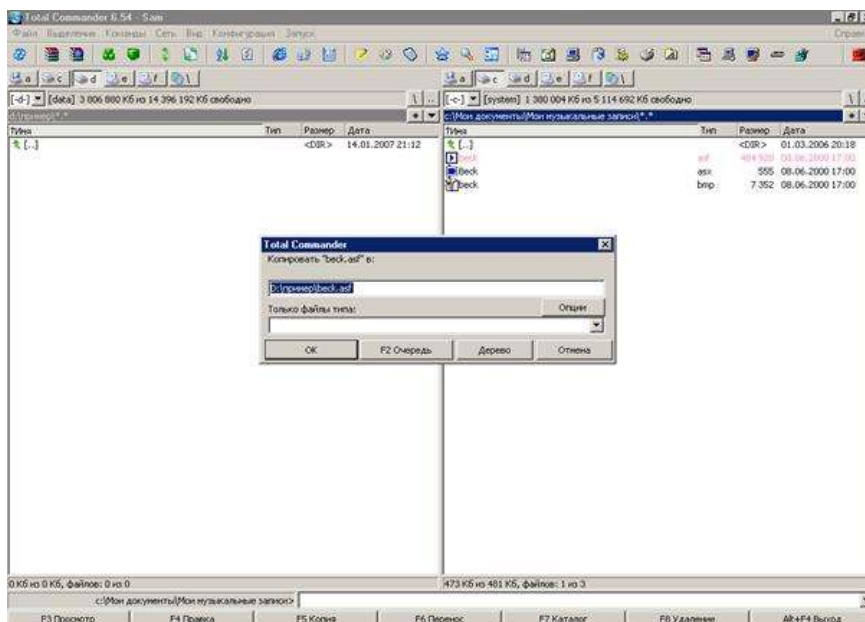 Total Commander 6.54 - Sam
Файл Выделение Команды Сеть Вид Конфигурация Запуск
a c d e f \
[-d-] [data] 3 806 880 Кб из 14 396 192 Кб свободно \ ..
d:\пример\*.*
Имя Тип Размер Дата
[..] <DIR> 14.01.2007 21:12
a c d e f \
[-c-] [system] 1 380 004 Кб из 5 114 692 Кб свободно \ ..
c:\Мои документы\Мои музыкальные записи\*.*
Имя Тип Размер Дата
[..] <DIR> 01.03.2006 20:18
beck asf 484 920 08.06.2000 17:00
Beck asx 555 08.06.2000 17:00
beck bmp 7 352 08.06.2000 17:00
Total Commander
Копировать "beck.asf" в:
D:\пример\beck.asf
Только файлы типа:
Опции
OK F2 Очередь Дерево Отмена
0 Кб из 0 Кб, файлов: 0 из 0
473 Кб из 481 Кб, файлов: 1 из 3
c:\Мои документы\Мои музыкальные записи>
F3 Просмотр F4 Правка F5 Копия F6 Перенос F7 Каталог F8 Удаление Alt+F4 Выход